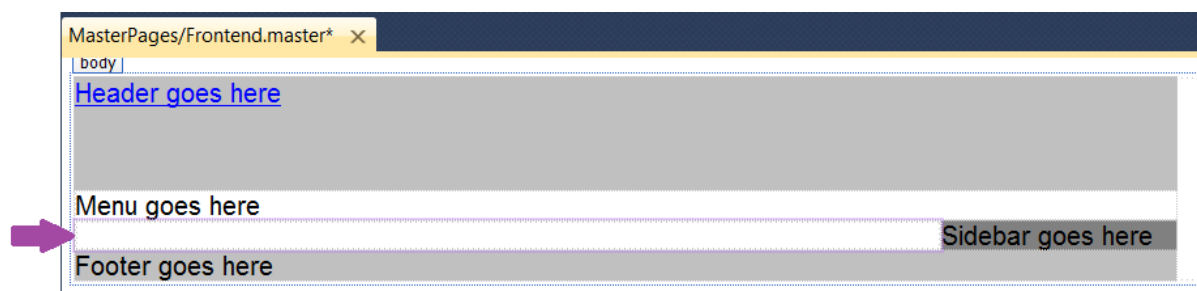 MasterPages/Frontend.master* ×
body
Header goes here
Menu goes here
Sidebar goes here
Footer goes here